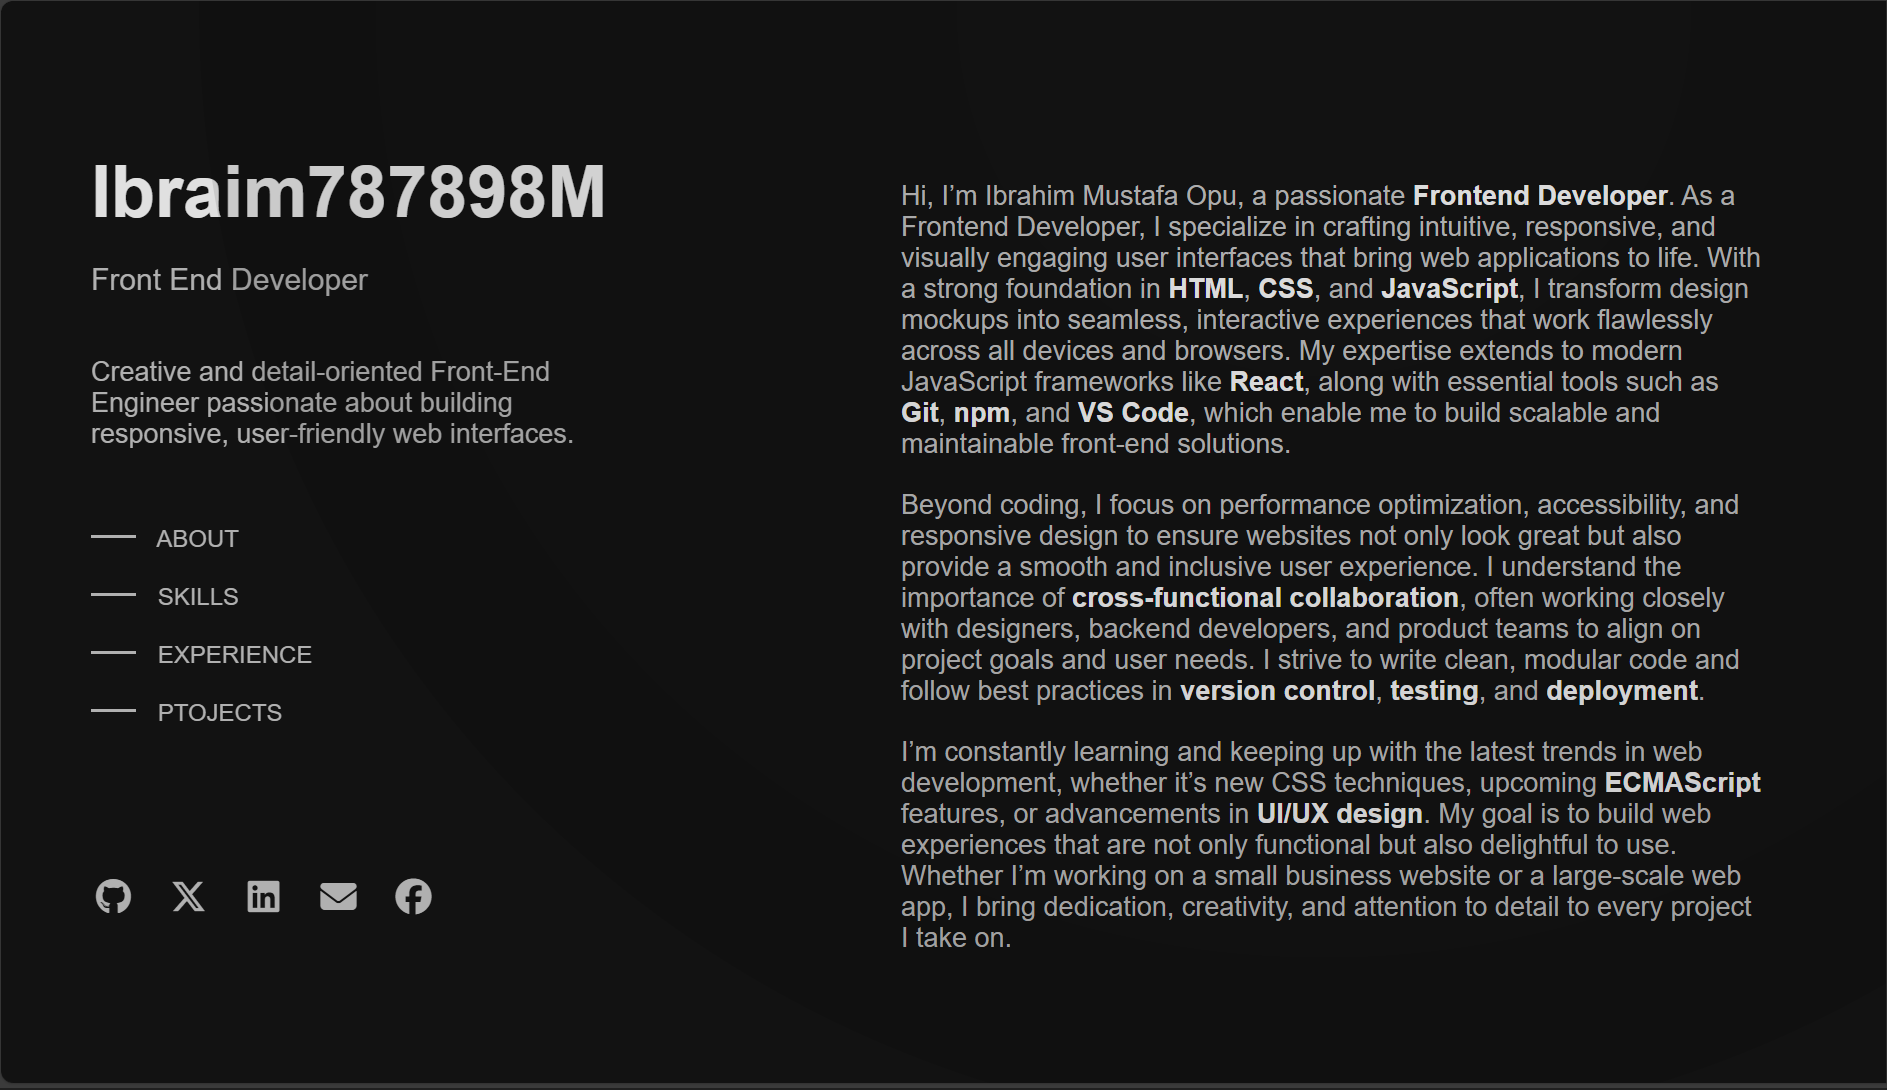 Ibraim787898M
Front End Developer
Creative and detail-oriented Front-End
Engineer passionate about building
responsive, user-friendly web interfaces.
ABOUT
SKILLS
EXPERIENCE
PTOJECTS
Hi, I’m Ibrahim Mustafa Opu, a passionate Frontend Developer. As a
Frontend Developer, I specialize in crafting intuitive, responsive, and
visually engaging user interfaces that bring web applications to life. With
a strong foundation in HTML, CSS, and JavaScript, I transform design
mockups into seamless, interactive experiences that work flawlessly
across all devices and browsers. My expertise extends to modern
JavaScript frameworks like React, along with essential tools such as
Git, npm, and VS Code, which enable me to build scalable and
maintainable front-end solutions.
Beyond coding, I focus on performance optimization, accessibility, and
responsive design to ensure websites not only look great but also
provide a smooth and inclusive user experience. I understand the
importance of cross-functional collaboration, often working closely
with designers, backend developers, and product teams to align on
project goals and user needs. I strive to write clean, modular code and
follow best practices in version control, testing, and deployment.
I’m constantly learning and keeping up with the latest trends in web
development, whether it’s new CSS techniques, upcoming ECMAScript
features, or advancements in UI/UX design. My goal is to build web
experiences that are not only functional but also delightful to use.
Whether I’m working on a small business website or a large-scale web
app, I bring dedication, creativity, and attention to detail to every project
I take on.